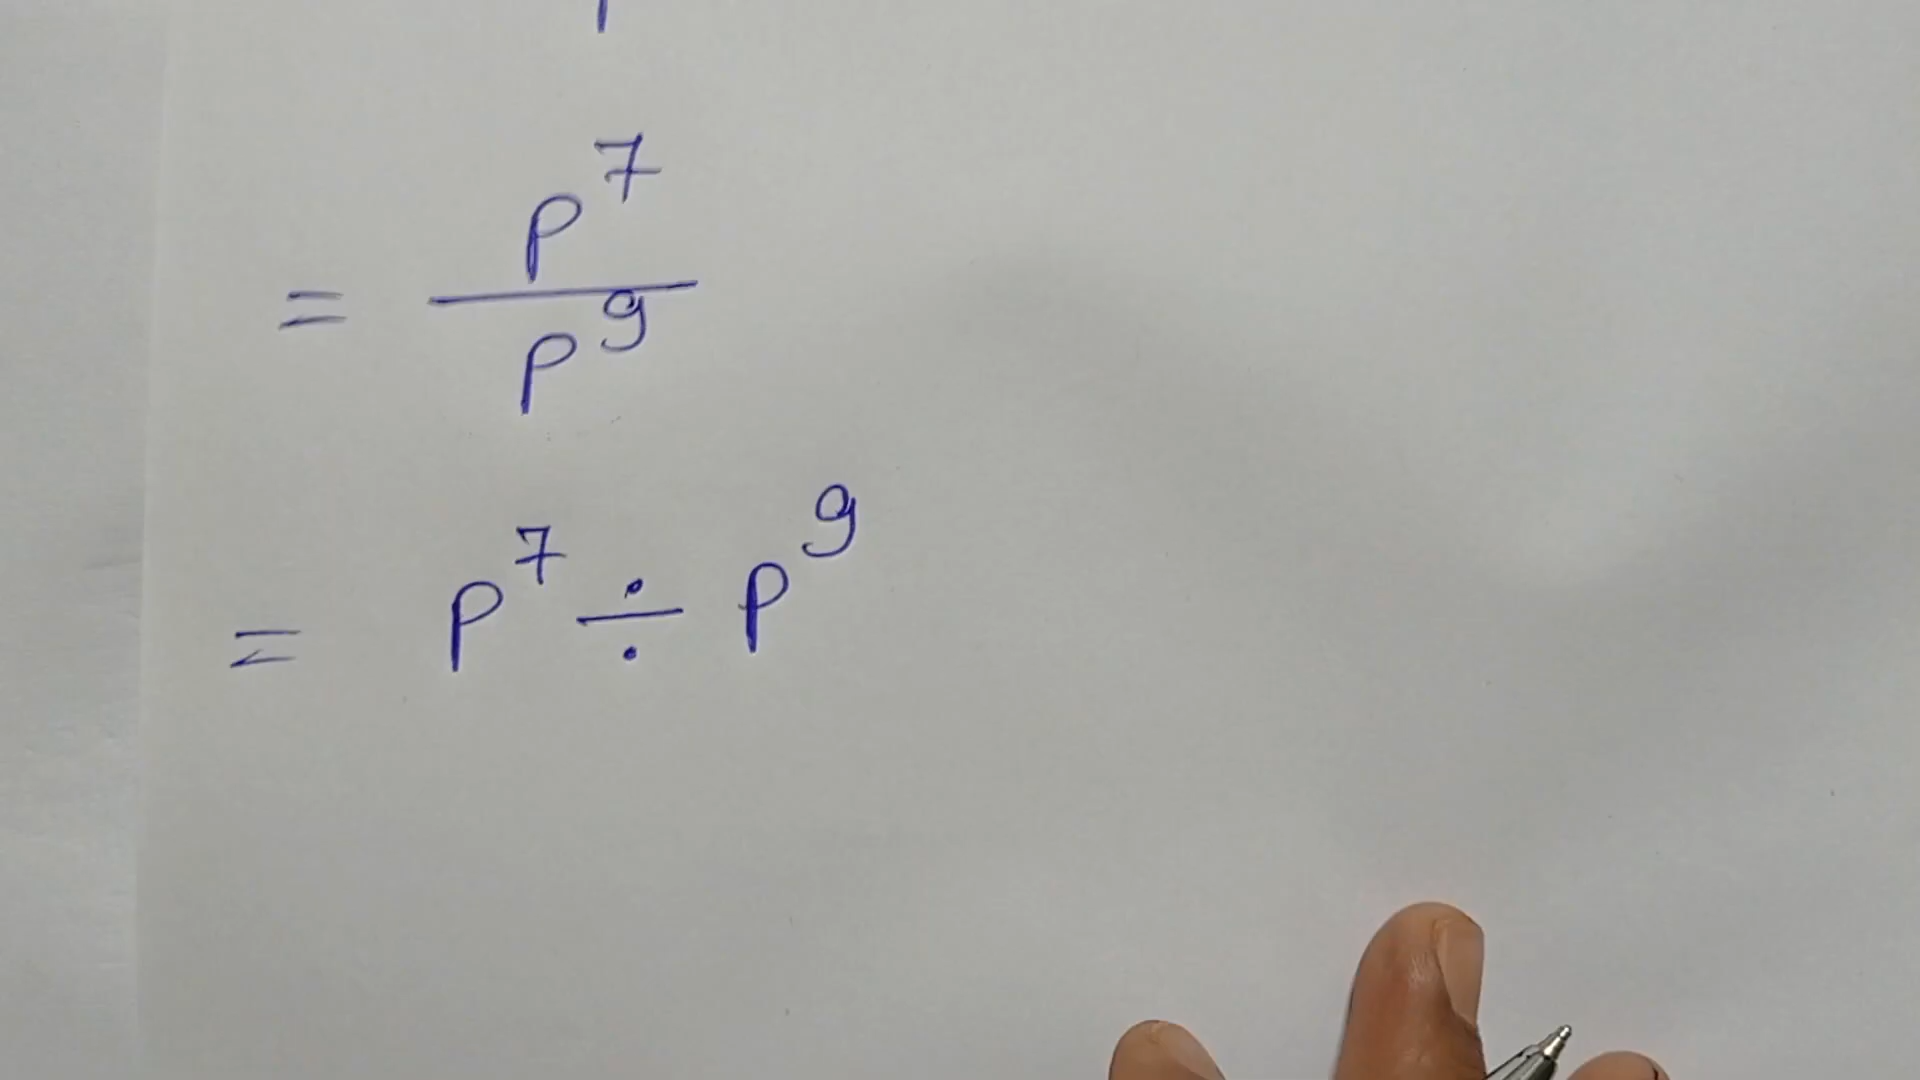 = p^7 / p^9
= p^7 ÷ p^9